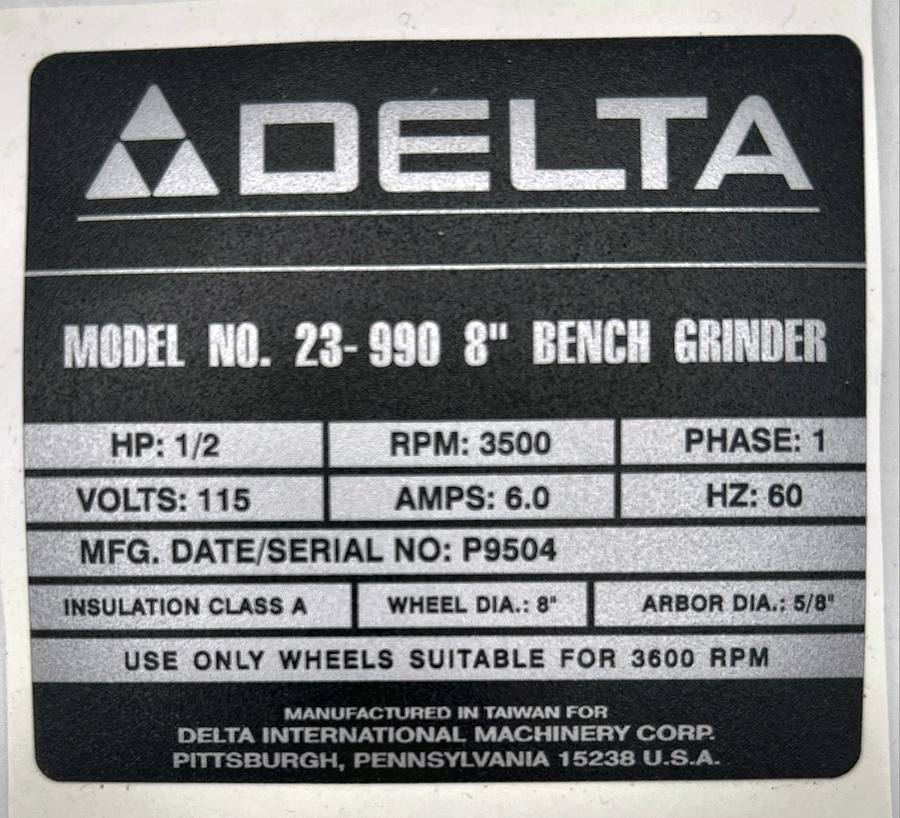 DELTA
MODEL NO. 23-990 8" BENCH GRINDER
HP: 1/2 RPM: 3500 PHASE: 1
VOLTS: 115 AMPS: 6.0 HZ: 60
MFG. DATE/SERIAL NO: P9504
INSULATION CLASS A WHEEL DIA.: 8" ARBOR DIA.: 5/8"
USE ONLY WHEELS SUITABLE FOR 3600 RPM
MANUFACTURED IN TAIWAN FOR
DELTA INTERNATIONAL MACHINERY CORP.
PITTSBURGH, PENNSYLVANIA 15238 U.S.A.